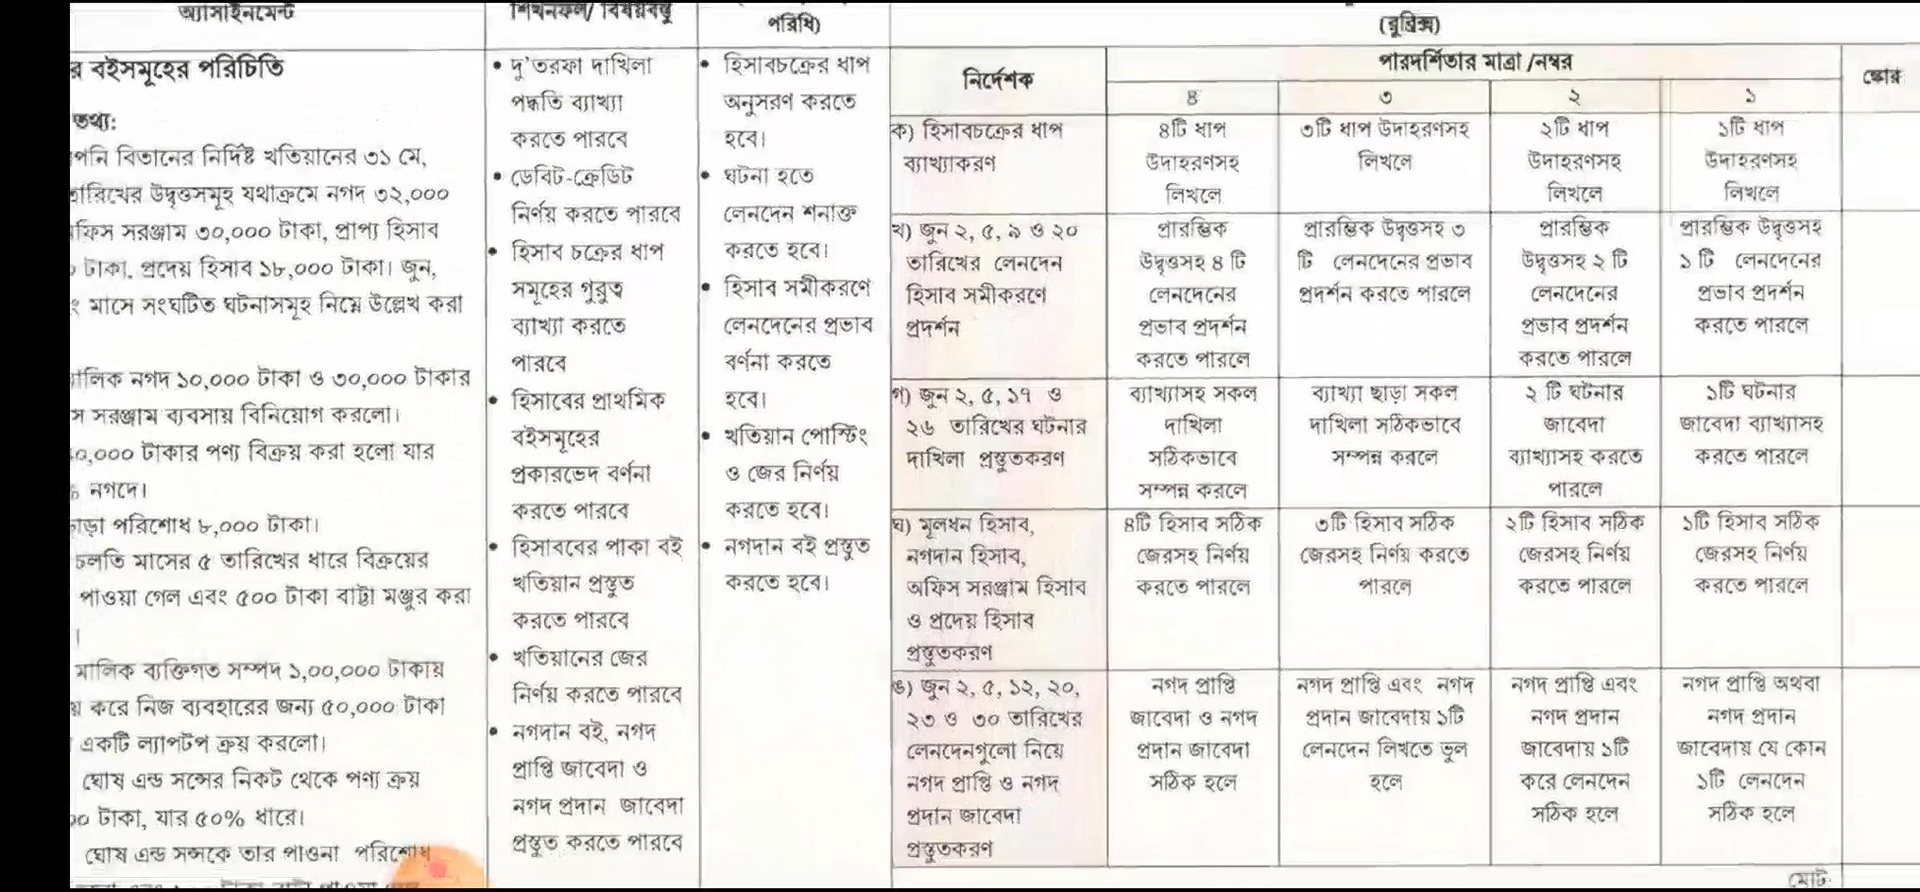 অ্যাসাইনমেন্ট
শিখনফল/ বিষয়বস্তু
পরিধি)
(রুব্রিক্স)
র বইসমূহের পরিচিতি
তথ্য:
পনি বিতানের নির্দিষ্ট খতিয়ানের ৩১ মে,
তারিখের উদ্বৃত্তসমূহ যথাক্রমে নগদ ৩২,০০০
ফিস সরঞ্জাম ৩০,০০০ টাকা, প্রাপ্য হিসাব
টাকা, প্রদেয় হিসাব ১৮,০০০ টাকা। জুন,
মাসে সংঘটিত ঘটনাসমূহ নিম্নে উল্লেখ করা
মালিক নগদ ১০,০০০ টাকা ও ৩০,০০০ টাকার
স সরঞ্জাম ব্যবসায় বিনিয়োগ করলো।
০,০০০ টাকার পণ্য বিক্রয় করা হলো যার
নগদে।
াড়া পরিশোধ ৮,০০০ টাকা।
চলতি মাসের ৫ তারিখের ধারে বিক্রয়ের
পাওয়া গেল এবং ৫০০ টাকা বাট্টা মঞ্জুর করা
।
মালিক ব্যক্তিগত সম্পদ ১,০০,০০০ টাকায়
য় করে নিজ ব্যবহারের জন্য ৫০,০০০ টাকা
একটি ল্যাপটপ ক্রয় করলো।
ঘোষ এন্ড সন্সের নিকট থেকে পণ্য ক্রয়
০০ টাকা, যার ৫০% ধারে।
ঘোষ এন্ড সন্সকে তার পাওনা পরিশোধ
• দু'তরফা দাখিলা
পদ্ধতি ব্যাখ্যা
করতে পারবে
• ডেবিট-ক্রেডিট
নির্ণয় করতে পারবে
• হিসাব চক্রের ধাপ
সমূহের গুরুত্ব
ব্যাখ্যা করতে
পারবে
• হিসাবের প্রাথমিক
বইসমূহের
প্রকারভেদ বর্ণনা
করতে পারবে
• হিসাববের পাকা বই
খতিয়ান প্রস্তুত
করতে পারবে
• খতিয়ানের জের
নির্ণয় করতে পারবে
• নগদান বই, নগদ
প্রাপ্তি জাবেদা ও
নগদ প্রদান জাবেদা
প্রস্তুত করতে পারবে
• হিসাবচক্রের ধাপ
অনুসরণ করতে
হবে।
• ঘটনা হতে
লেনদেন শনাক্ত
করতে হবে।
• হিসাব সমীকরণে
লেনদেনের প্রভাব
বর্ণনা করতে
হবে।
• খতিয়ান পোস্টিং
ও জের নির্ণয়
করতে হবে।
• নগদান বই প্রস্তুত
করতে হবে।
নির্দেশক
পারদর্শিতার মাত্রা /নম্বর
স্কোর
৪
৩
২
১
ক) হিসাবচক্রের ধাপ
ব্যাখ্যাকরণ
৪টি ধাপ
উদাহরণসহ
লিখলে
৩টি ধাপ উদাহরণসহ
লিখলে
২টি ধাপ
উদাহরণসহ
লিখলে
১টি ধাপ
উদাহরণসহ
লিখলে
খ) জুন ২, ৫, ৯ ও ২০
তারিখের লেনদেন
হিসাব সমীকরণে
প্রদর্শন
প্রারম্ভিক
উদ্বৃত্তসহ ৪ টি
লেনদেনের
প্রভাব প্রদর্শন
করতে পারলে
প্রারম্ভিক উদ্বৃত্তসহ ৩
টি লেনদেনের প্রভাব
প্রদর্শন করতে পারলে
প্রারম্ভিক
উদ্বৃত্তসহ ২ টি
লেনদেনের
প্রভাব প্রদর্শন
করতে পারলে
প্রারম্ভিক উদ্বৃত্তসহ
১ টি লেনদেনের
প্রভাব প্রদর্শন
করতে পারলে
গ) জুন ২, ৫, ১৭ ও
২৬ তারিখের ঘটনার
দাখিলা প্রস্তুতকরণ
ব্যাখ্যাসহ সকল
দাখিলা
সঠিকভাবে
সম্পন্ন করলে
ব্যাখ্যা ছাড়া সকল
দাখিলা সঠিকভাবে
সম্পন্ন করলে
২ টি ঘটনার
জাবেদা
ব্যাখ্যাসহ করতে
পারলে
১টি ঘটনার
জাবেদা ব্যাখ্যাসহ
করতে পারলে
ঘ) মূলধন হিসাব,
নগদান হিসাব,
অফিস সরঞ্জাম হিসাব
ও প্রদেয় হিসাব
প্রস্তুতকরণ
৪টি হিসাব সঠিক
জেরসহ নির্ণয়
করতে পারলে
৩টি হিসাব সঠিক
জেরসহ নির্ণয় করতে
পারলে
২টি হিসাব সঠিক
জেরসহ নির্ণয়
করতে পারলে
১টি হিসাব সঠিক
জেরসহ নির্ণয়
করতে পারলে
ঙ) জুন ২, ৫, ১২, ২০,
২৩ ও ৩০ তারিখের
লেনদেনগুলো নিয়ে
নগদ প্রাপ্তি ও নগদ
প্রদান জাবেদা
প্রস্তুতকরণ
নগদ প্রাপ্তি
জাবেদা ও নগদ
প্রদান জাবেদা
সঠিক হলে
নগদ প্রাপ্তি এবং নগদ
প্রদান জাবেদায় ১টি
লেনদেন লিখতে ভুল
হলে
নগদ প্রাপ্তি এবং
নগদ প্রদান
জাবেদায় ১টি
করে লেনদেন
সঠিক হলে
নগদ প্রাপ্তি অথবা
নগদ প্রদান
জাবেদায় যে কোন
১টি লেনদেন
সঠিক হলে
মোট